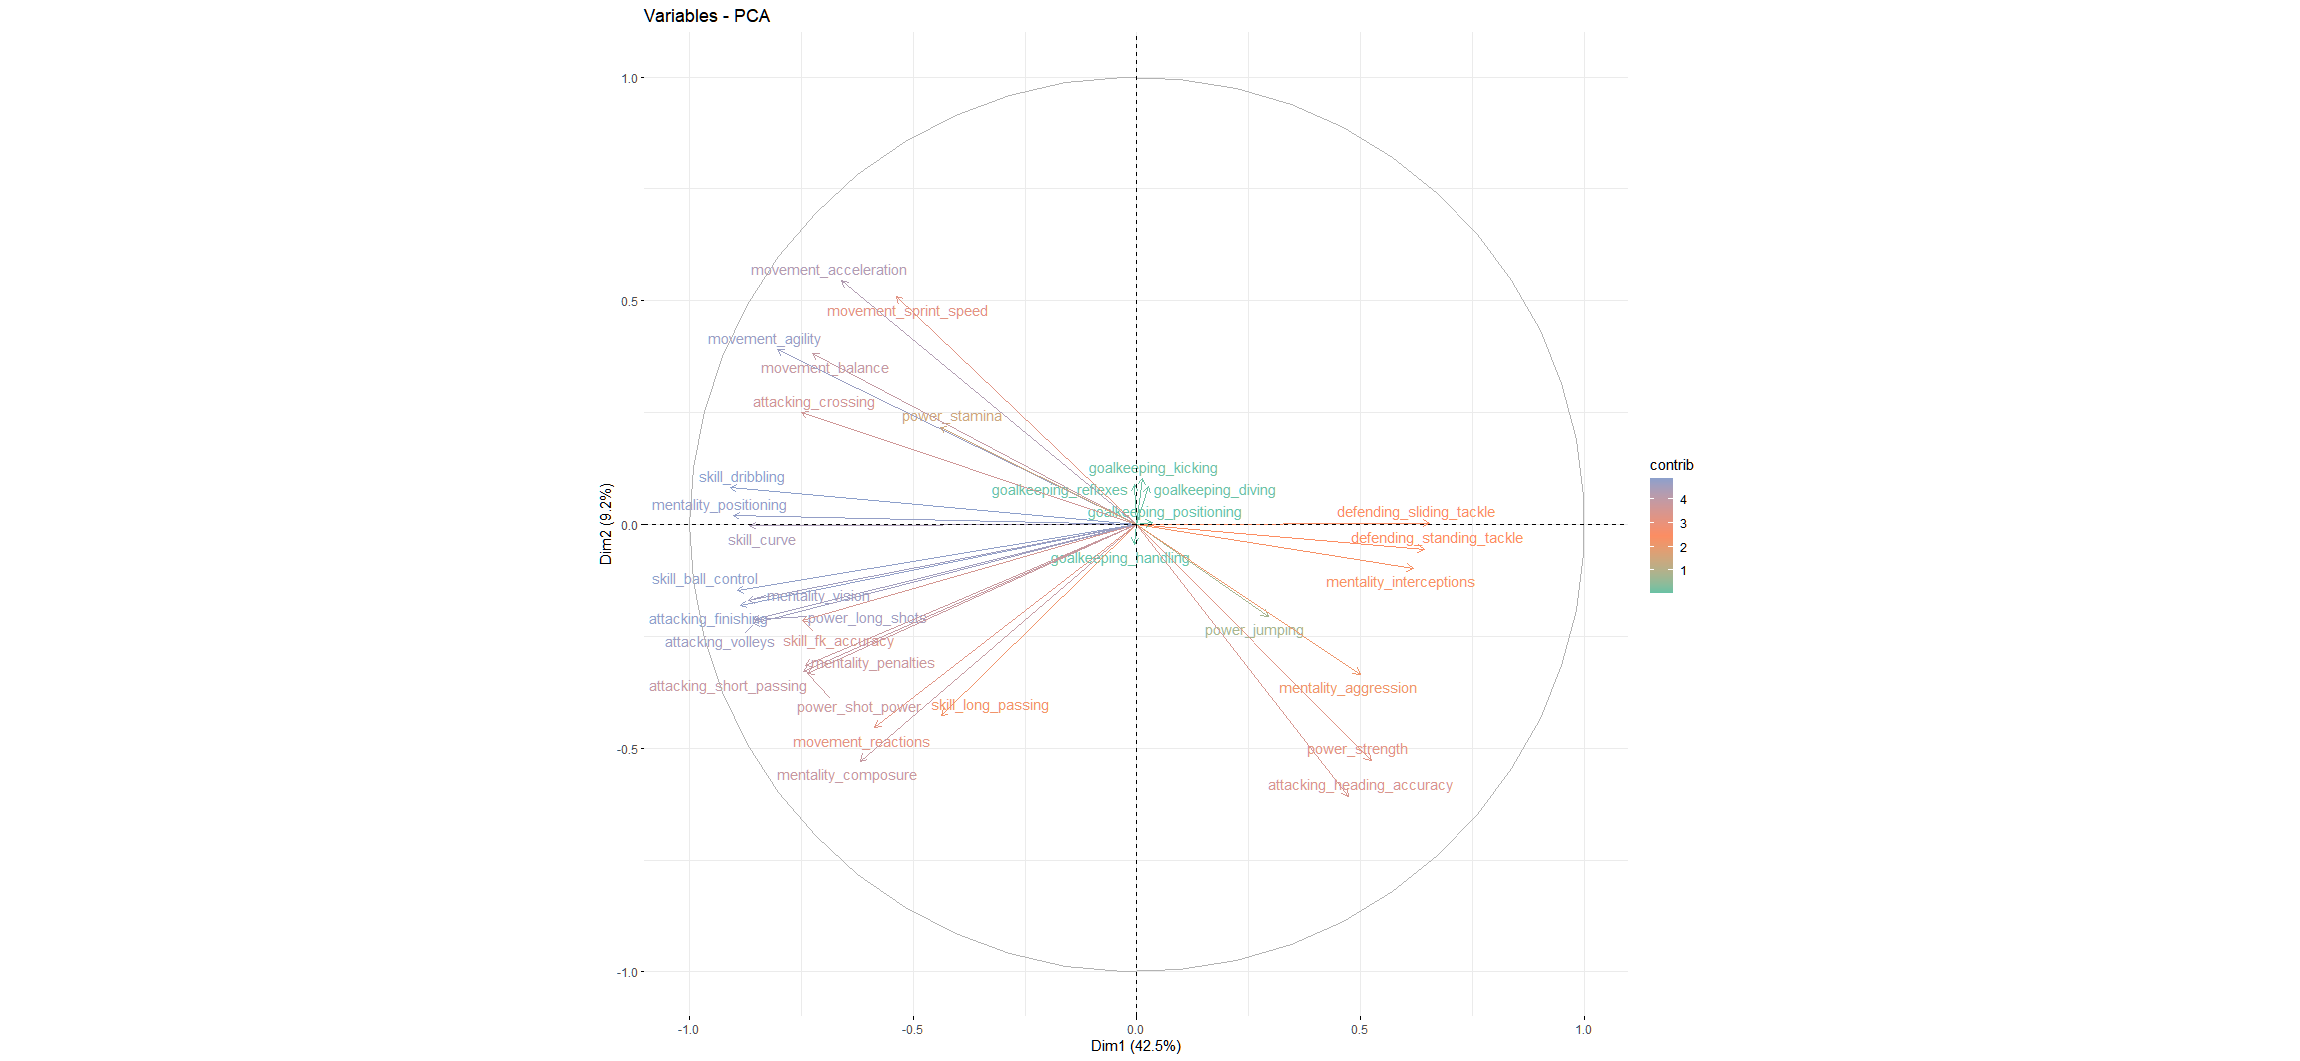 Variables - PCA
1.0
movement_acceleration
0.5
movement_sprint_speed
movement_agility
movement_balance
attacking_crossing
power_stamina
goalkeeping_kicking
contrib
skill_dribbling
goalkeeping_reflexes
goalkeeping_diving
4
mentality_positioning
goalkeeping_positioning
defending_sliding_tackle
3
Dim2 (9.2%)
0.0
skill_curve
defending_standing_tackle
2
goalkeeping_handling
1
skill_ball_control
mentality_interceptions
mentality_vision
attacking_finishing
power_long_shots
power_jumping
attacking_volleys
skill_fk_accuracy
mentality_penalties
attacking_short_passing
mentality_aggression
power_shot_power
skill_long_passing
movement_reactions
-0.5
power_strength
mentality_composure
attacking_heading_accuracy
-1.0
-1.0
-0.5
0.0
0.5
1.0
Dim1 (42.5%)